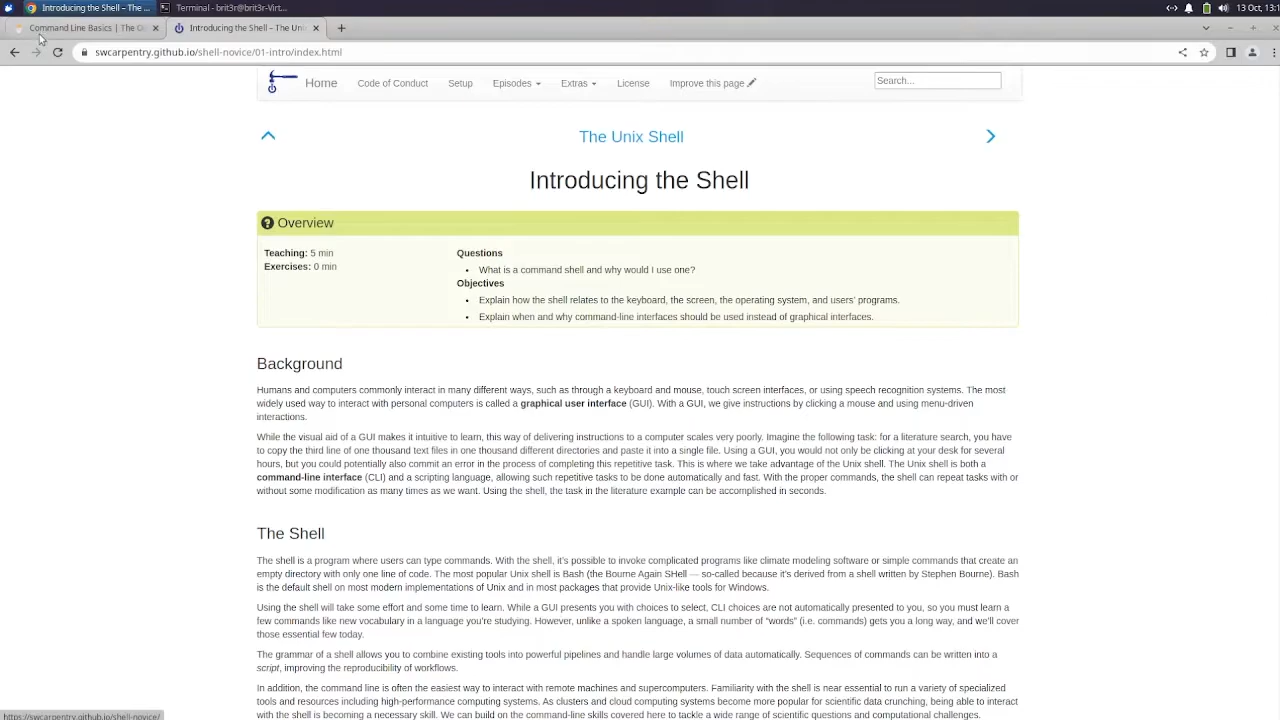 Introducing the Shell – The ...
Terminal - brit3r@brit3r-virt...
13 Oct, 13:1
Command Line Basics | The O
Introducing the Shell – The Uni
swcarpentry.github.io/shell-novice/01-intro/index.html
Home
Code of Conduct
Setup
Episodes
Extras
License
Improve this page
Search...
The Unix Shell
Introducing the Shell
Overview
Teaching: 5 min
Exercises: 0 min
Questions
What is a command shell and why would I use one?
Objectives
Explain how the shell relates to the keyboard, the screen, the operating system, and users' programs.
Explain when and why command-line interfaces should be used instead of graphical interfaces.
Background
Humans and computers commonly interact in many different ways, such as through a keyboard and mouse, touch screen interfaces, or using speech recognition systems. The most
widely used way to interact with personal computers is called a graphical user interface (GUI). With a GUI, we give instructions by clicking a mouse and using menu-driven
interactions.
While the visual aid of a GUI makes it intuitive to learn, this way of delivering instructions to a computer scales very poorly. Imagine the following task: for a literature search, you have
to copy the third line of one thousand text files in one thousand different directories and paste it into a single file. Using a GUI, you would not only be clicking at your desk for several
hours, but you could potentially also commit an error in the process of completing this repetitive task. This is where we take advantage of the Unix shell. The Unix shell is both a
command-line interface (CLI) and a scripting language, allowing such repetitive tasks to be done automatically and fast. With the proper commands, the shell can repeat tasks with or
without some modification as many times as we want. Using the shell, the task in the literature example can be accomplished in seconds.
The Shell
The shell is a program where users can type commands. With the shell, it's possible to invoke complicated programs like climate modeling software or simple commands that create an
empty directory with only one line of code. The most popular Unix shell is Bash (the Bourne Again SHell — so-called because it's derived from a shell written by Stephen Bourne). Bash
is the default shell on most modern implementations of Unix and in most packages that provide Unix-like tools for Windows.
Using the shell will take some effort and some time to learn. While a GUI presents you with choices to select, CLI choices are not automatically presented to you, so you must learn a
few commands like new vocabulary in a language you're studying. However, unlike a spoken language, a small number of "words" (i.e. commands) gets you a long way, and we'll cover
those essential few today.
The grammar of a shell allows you to combine existing tools into powerful pipelines and handle large volumes of data automatically. Sequences of commands can be written into a
script, improving the reproducibility of workflows.
In addition, the command line is often the easiest way to interact with remote machines and supercomputers. Familiarity with the shell is near essential to run a variety of specialized
tools and resources including high-performance computing systems. As clusters and cloud computing systems become more popular for scientific data crunching, being able to interact
with the shell is becoming a necessary skill. We can build on the command-line skills covered here to tackle a wide range of scientific questions and computational challenges.
https://swcarpentry.github.io/shell-novice/